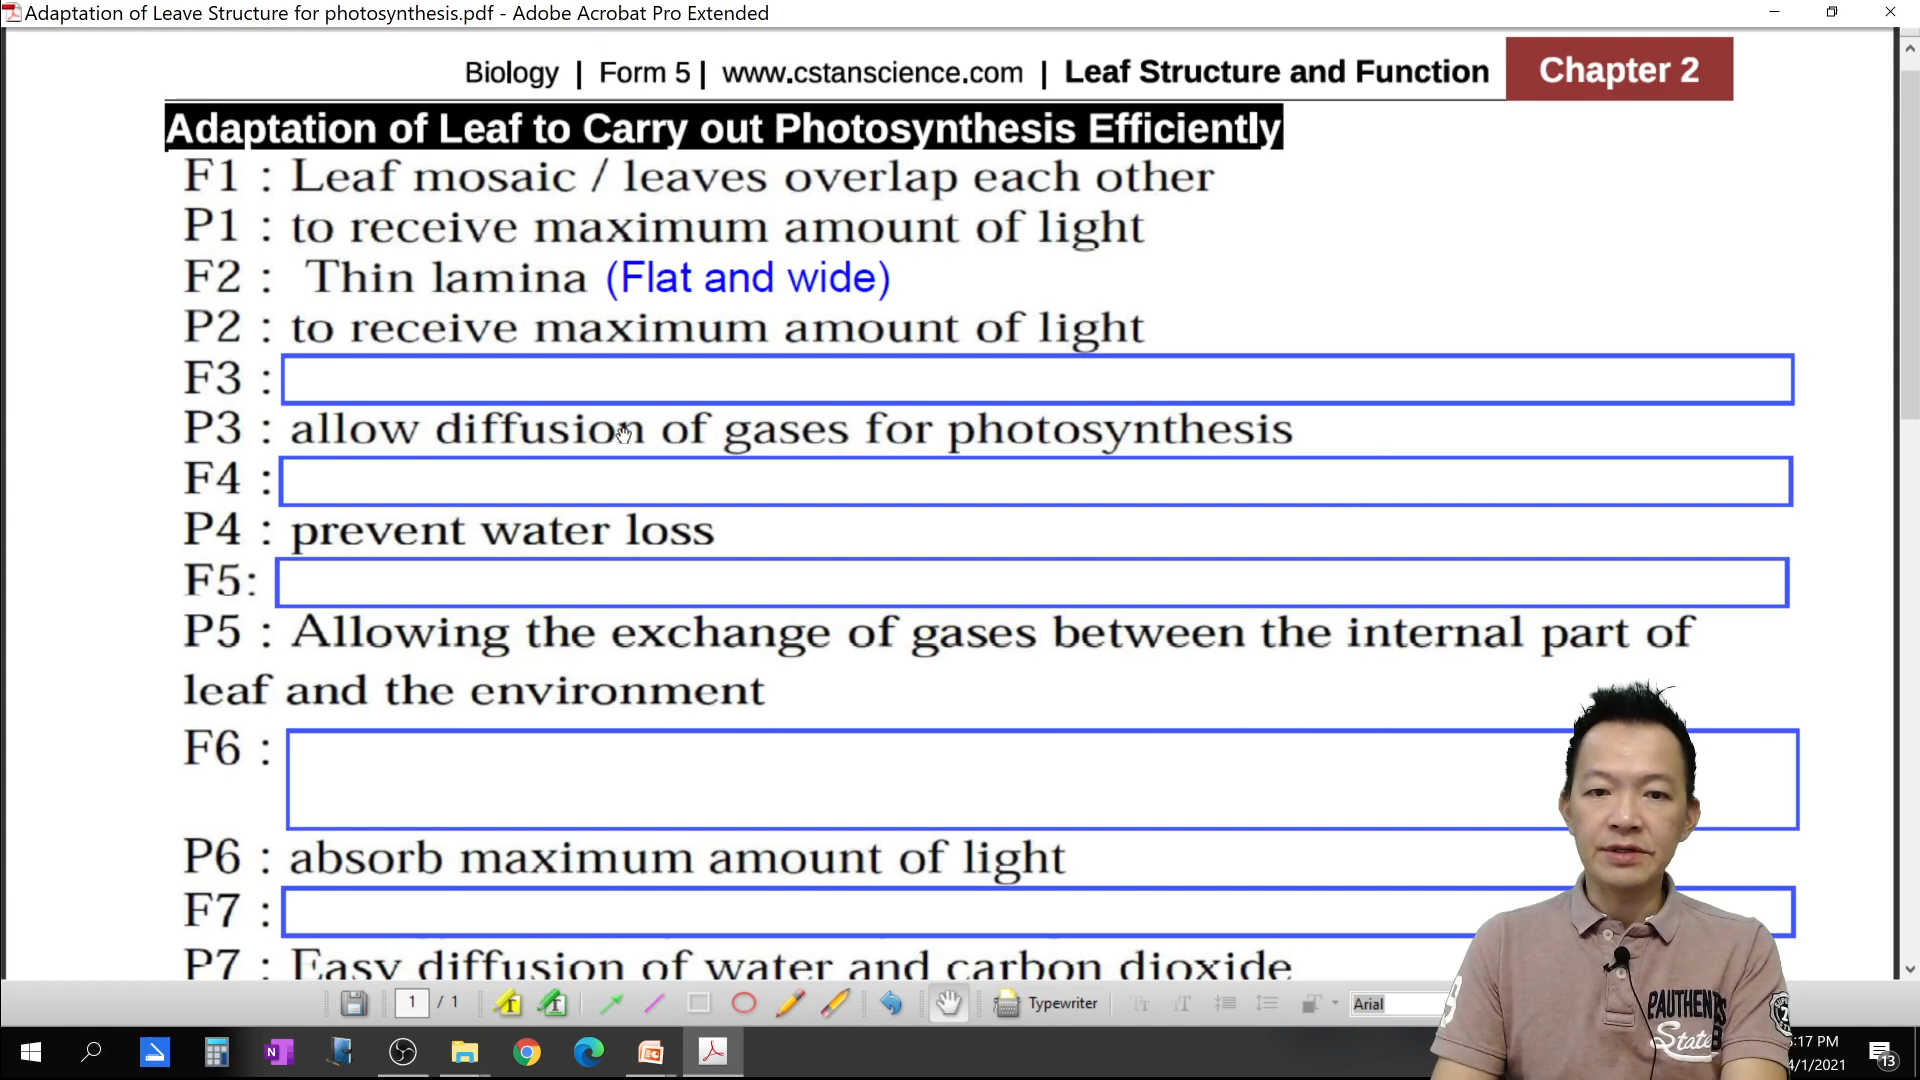 Adaptation of Leave Structure for photosynthesis.pdf - Adobe Acrobat Pro Extended
Biology | Form 5 | www.cstanscience.com | Leaf Structure and Function Chapter 2
Adaptation of Leaf to Carry out Photosynthesis Efficiently
F1 : Leaf mosaic / leaves overlap each other
P1 : to receive maximum amount of light
F2 : Thin lamina (Flat and wide)
P2 : to receive maximum amount of light
F3 :
P3 : allow diffusion of gases for photosynthesis
F4 :
P4 : prevent water loss
F5:
P5 : Allowing the exchange of gases between the internal part of
leaf and the environment
F6 :
P6 : absorb maximum amount of light
F7 :
P7 : Easy diffusion of water and carbon dioxide
1 / 1 Typewriter Arial
:17 PM
4/1/2021
13
PAUTHENT
State